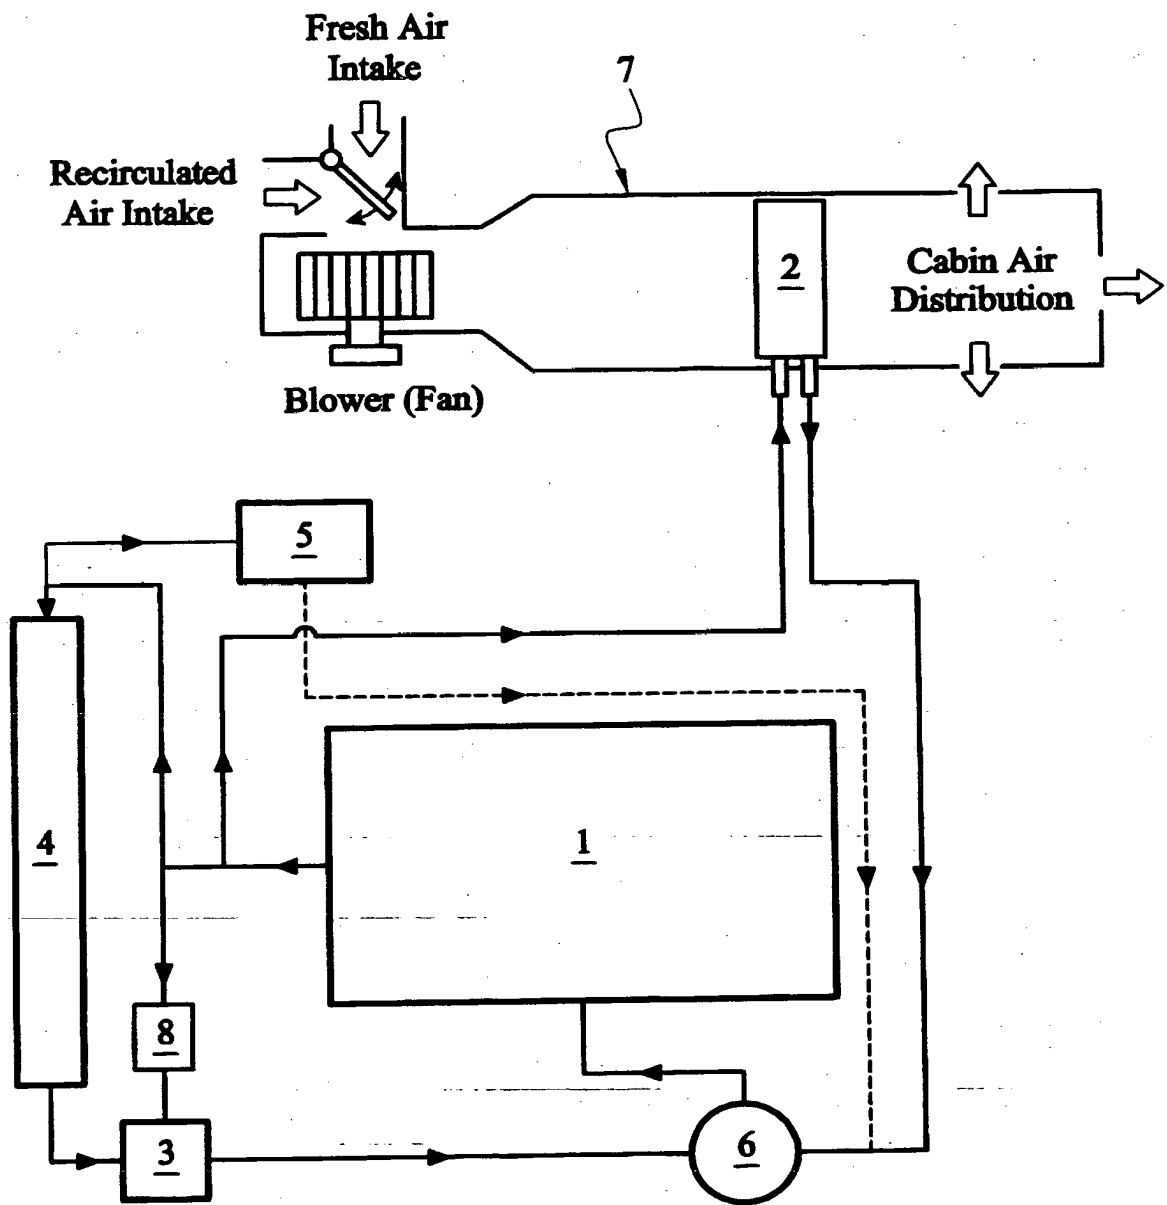 Fresh Air
Intake
7
Recirculated
Air Intake
2
Cabin Air
Distribution
Blower (Fan)
5
4
1
8
3
6